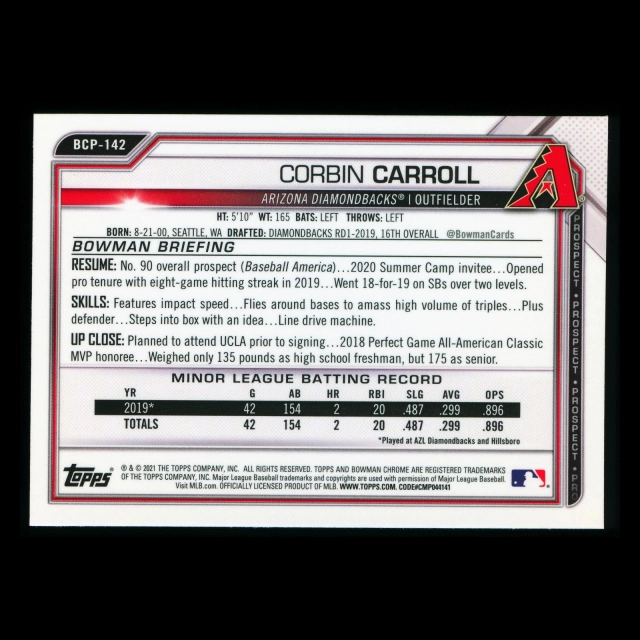 BCP-142
CORBIN CARROLL
ARIZONA DIAMONDBACKS® | OUTFIELDER
HT: 5'10" WT: 165 BATS: LEFT THROWS: LEFT
BORN: 8-21-00, SEATTLE, WA DRAFTED: DIAMONDBACKS RD1-2019, 16TH OVERALL @BowmanCards
BOWMAN BRIEFING
RESUME: No. 90 overall prospect (Baseball America)...2020 Summer Camp invitee...Opened
pro tenure with eight-game hitting streak in 2019...Went 18-for-19 on SBs over two levels.
SKILLS: Features impact speed...Flies around bases to amass high volume of triples...Plus
defender...Steps into box with an idea...Line drive machine.
UP CLOSE: Planned to attend UCLA prior to signing...2018 Perfect Game All-American Classic
MVP honoree...Weighed only 135 pounds as high school freshman, but 175 as senior.
MINOR LEAGUE BATTING RECORD
YR G AB HR RBI SLG AVG OPS
2019* 42 154 2 20 .487 .299 .896
TOTALS 42 154 2 20 .487 .299 .896
*Played at AZL Diamondbacks and Hillsboro
PROSPECT • PROSPECT • PROSPECT • PROSPECT • PR
Topps
® & © 2021 THE TOPPS COMPANY, INC. ALL RIGHTS RESERVED. TOPPS AND BOWMAN CHROME ARE REGISTERED TRADEMARKS
OF THE TOPPS COMPANY, INC. Major League Baseball trademarks and copyrights are used with permission of Major League Baseball.
Visit MLB.com. OFFICIALLY LICENSED PRODUCT OF MLB. WWW.TOPPS.COM. CODE#CMP044141